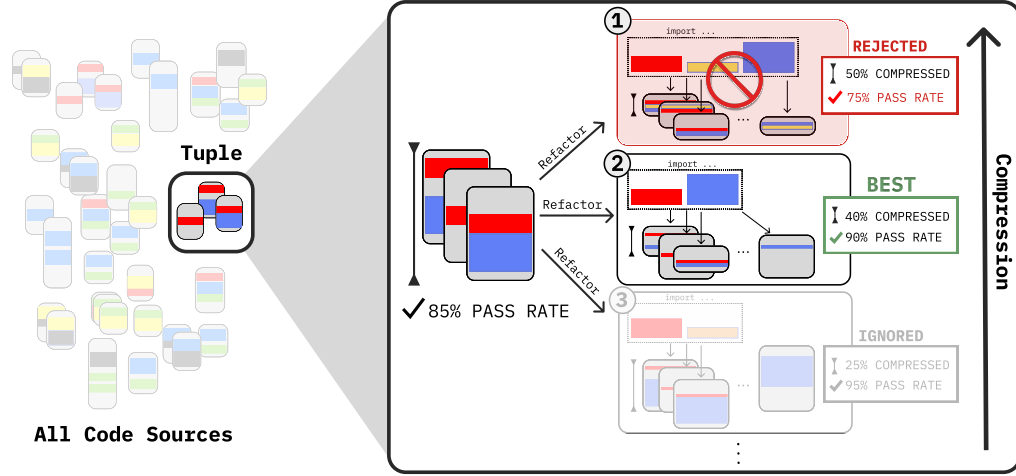 All Code Sources
Tuple
85% PASS RATE
Refactor
Refactor
Refactor
1
import ...
...
REJECTED
50% COMPRESSED
75% PASS RATE
2
import ...
...
BEST
40% COMPRESSED
90% PASS RATE
3
import ...
...
IGNORED
25% COMPRESSED
95% PASS RATE
Compression